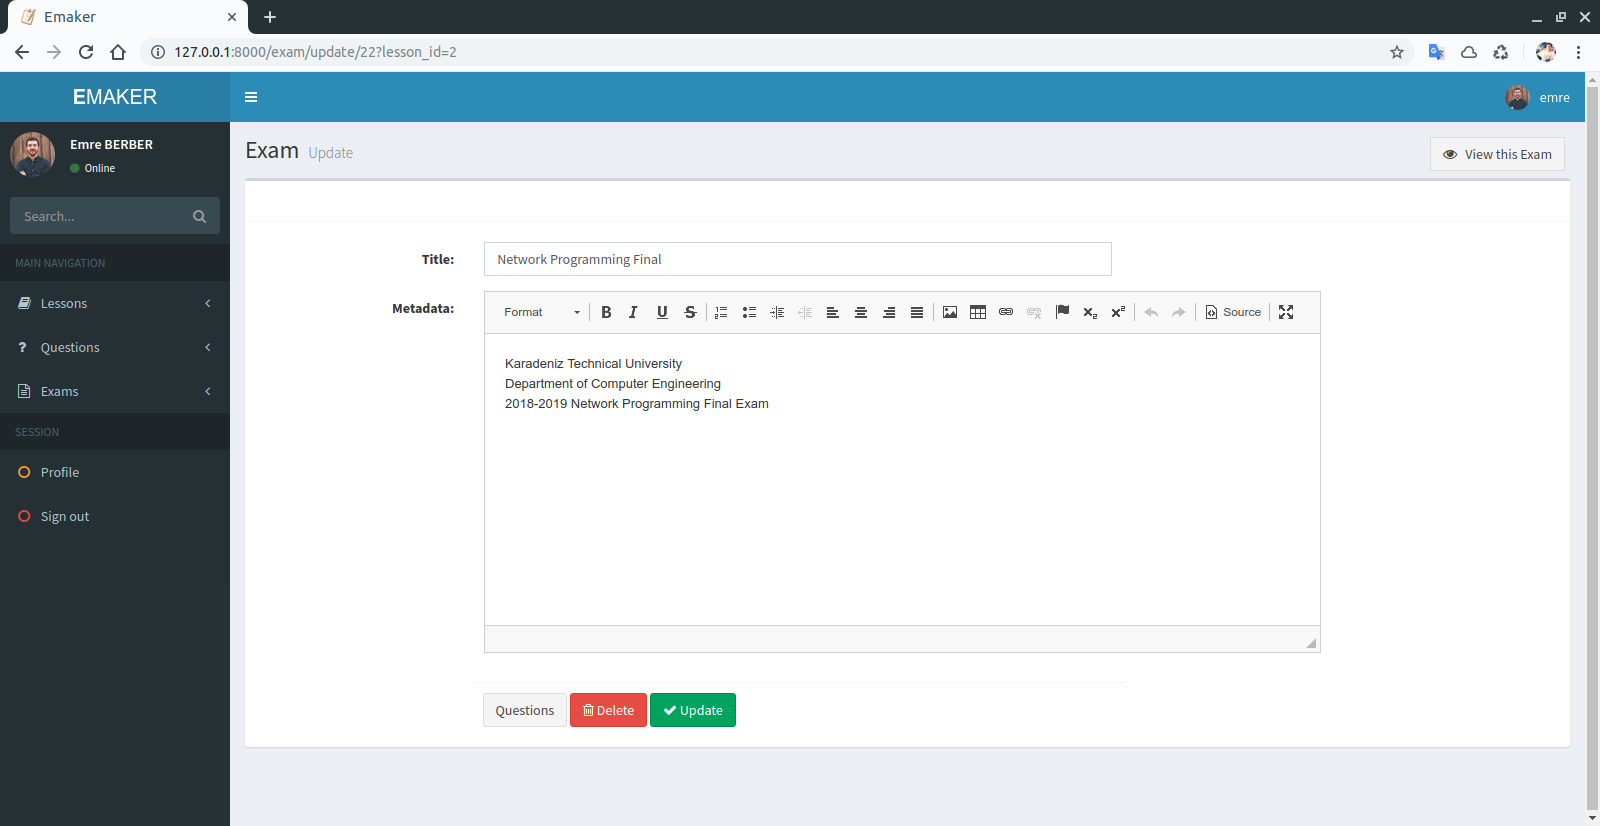 Emaker
127.0.0.1:8000/exam/update/22?lesson_id=2
EMAKER
emre
Emre BERBER
Online
Search...
MAIN NAVIGATION
Lessons
Questions
Exams
SESSION
Profile
Sign out
Exam Update
View this Exam
Title: Network Programming Final
Metadata:
Format B I U S Source
Karadeniz Technical University
Department of Computer Engineering
2018-2019 Network Programming Final Exam
Questions Delete Update